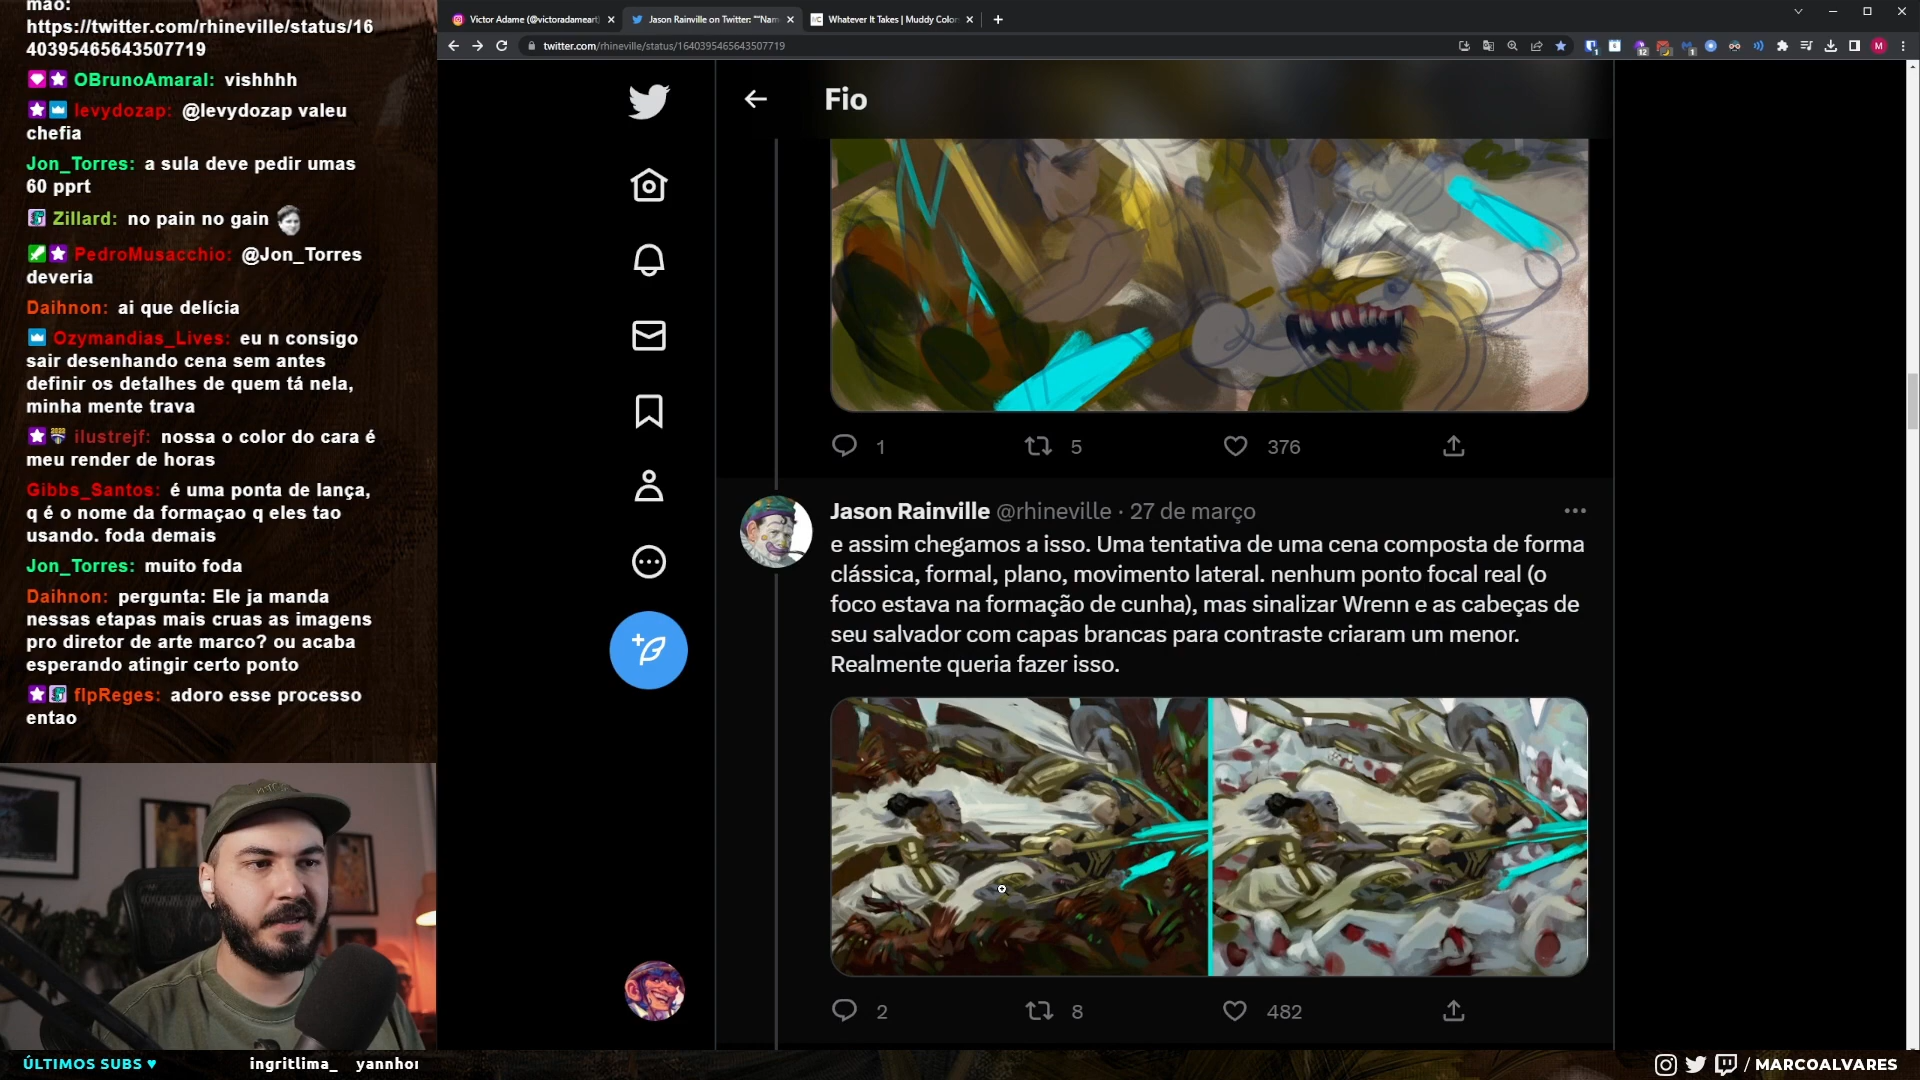 mão:
https://twitter.com/rhineville/status/16
40395465643507719
OBrunoAmaral: vishhhh
levydozap: @levydozap valeu
chefia
Jon_Torres: a sula deve pedir umas
60 pprt
Zillard: no pain no gain
PedroMusacchio: @Jon_Torres
deveria
Daihnon: ai que delícia
Ozymandias_Lives: eu n consigo
sair desenhando cena sem antes
definir os detalhes de quem tá nela,
minha mente trava
ilustrejf: nossa o color do cara é
meu render de horas
Gibbs_Santos: é uma ponta de lança,
q é o nome da formaçao q eles tao
usando. foda demais
Jon_Torres: muito foda
Daihnon: pergunta: Ele ja manda
nessas etapas mais cruas as imagens
pro diretor de arte marco? ou acaba
esperando atingir certo ponto
flpReges: adoro esse processo
entao
ÚLTIMOS SUBS ♥ ingritlima_ yannhor
Victor Adame (@victoradameart)
Jason Rainville on Twitter: ""Nam
Whatever It Takes | Muddy Color
twitter.com/rhineville/status/1640395465643507719
Fio
1 5 376
Jason Rainville @rhineville · 27 de março
e assim chegamos a isso. Uma tentativa de uma cena composta de forma
clássica, formal, plano, movimento lateral. nenhum ponto focal real (o
foco estava na formação de cunha), mas sinalizar Wrenn e as cabeças de
seu salvador com capas brancas para contraste criaram um menor.
Realmente queria fazer isso.
2 8 482
/ MARCOALVARES